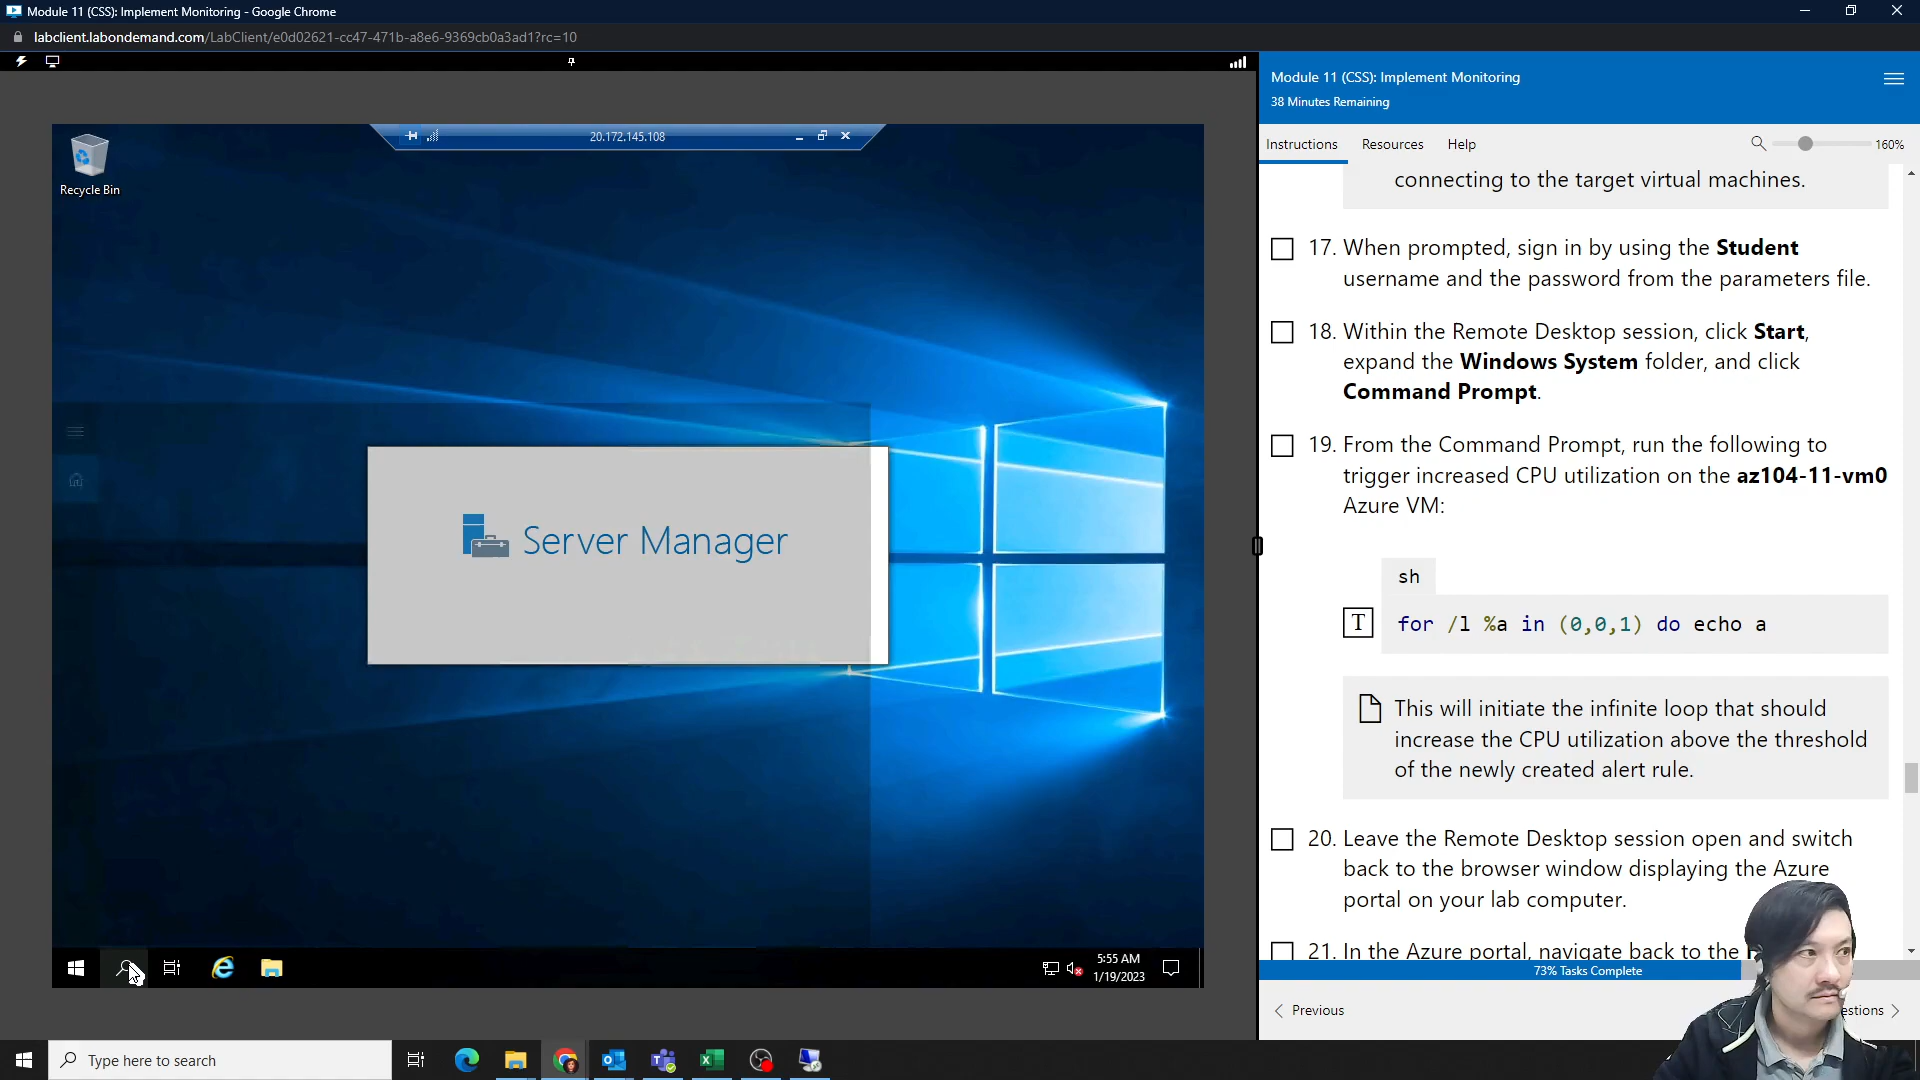 Module 11 (CSS): Implement Monitoring - Google Chrome
labclient.labondemand.com/LabClient/e0d02621-cc47-471b-a8e6-9369cb0a3ad1?rc=10
Recycle Bin
20.172.145.108
Server Manager
5:55 AM
1/19/2023
Module 11 (CSS): Implement Monitoring
38 Minutes Remaining
Instructions Resources Help 160%
connecting to the target virtual machines.
17. When prompted, sign in by using the Student
username and the password from the parameters file.
18. Within the Remote Desktop session, click Start,
expand the Windows System folder, and click
Command Prompt.
19. From the Command Prompt, run the following to
trigger increased CPU utilization on the az104-11-vm0
Azure VM:
sh
T for /l %a in (0,0,1) do echo a
This will initiate the infinite loop that should
increase the CPU utilization above the threshold
of the newly created alert rule.
20. Leave the Remote Desktop session open and switch
back to the browser window displaying the Azure
portal on your lab computer.
21. In the Azure portal, navigate back to the
73% Tasks Complete
Previous
estions
Type here to search